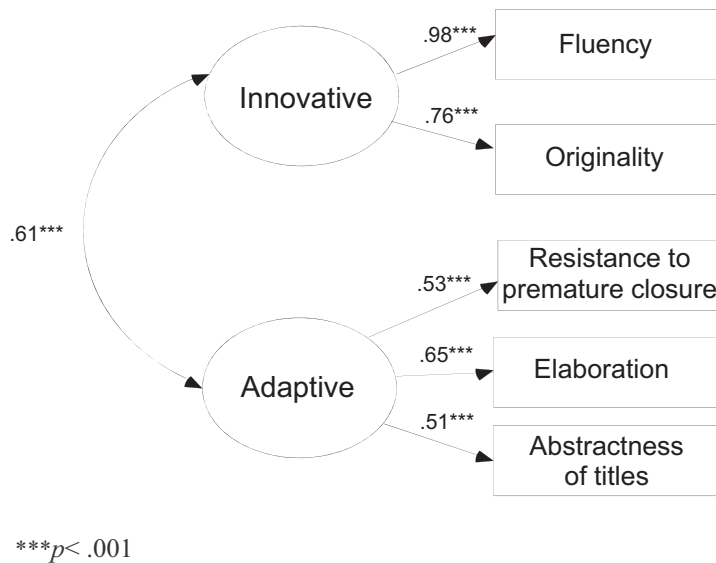 .98***
Fluency
Innovative
.76***
Originality
.61***
Resistance to
premature closure
.53***
.65***
Elaboration
Adaptive
.51***
Abstractness
of titles
***p< .001